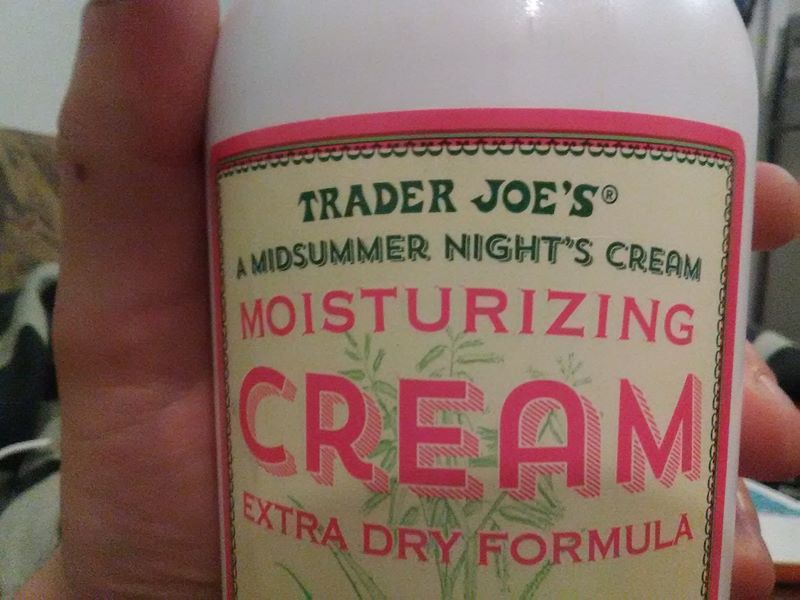 TRADER JOE'S®
A MIDSUMMER NIGHT'S CREAM
MOISTURIZING
CREAM
EXTRA DRY FORMULA